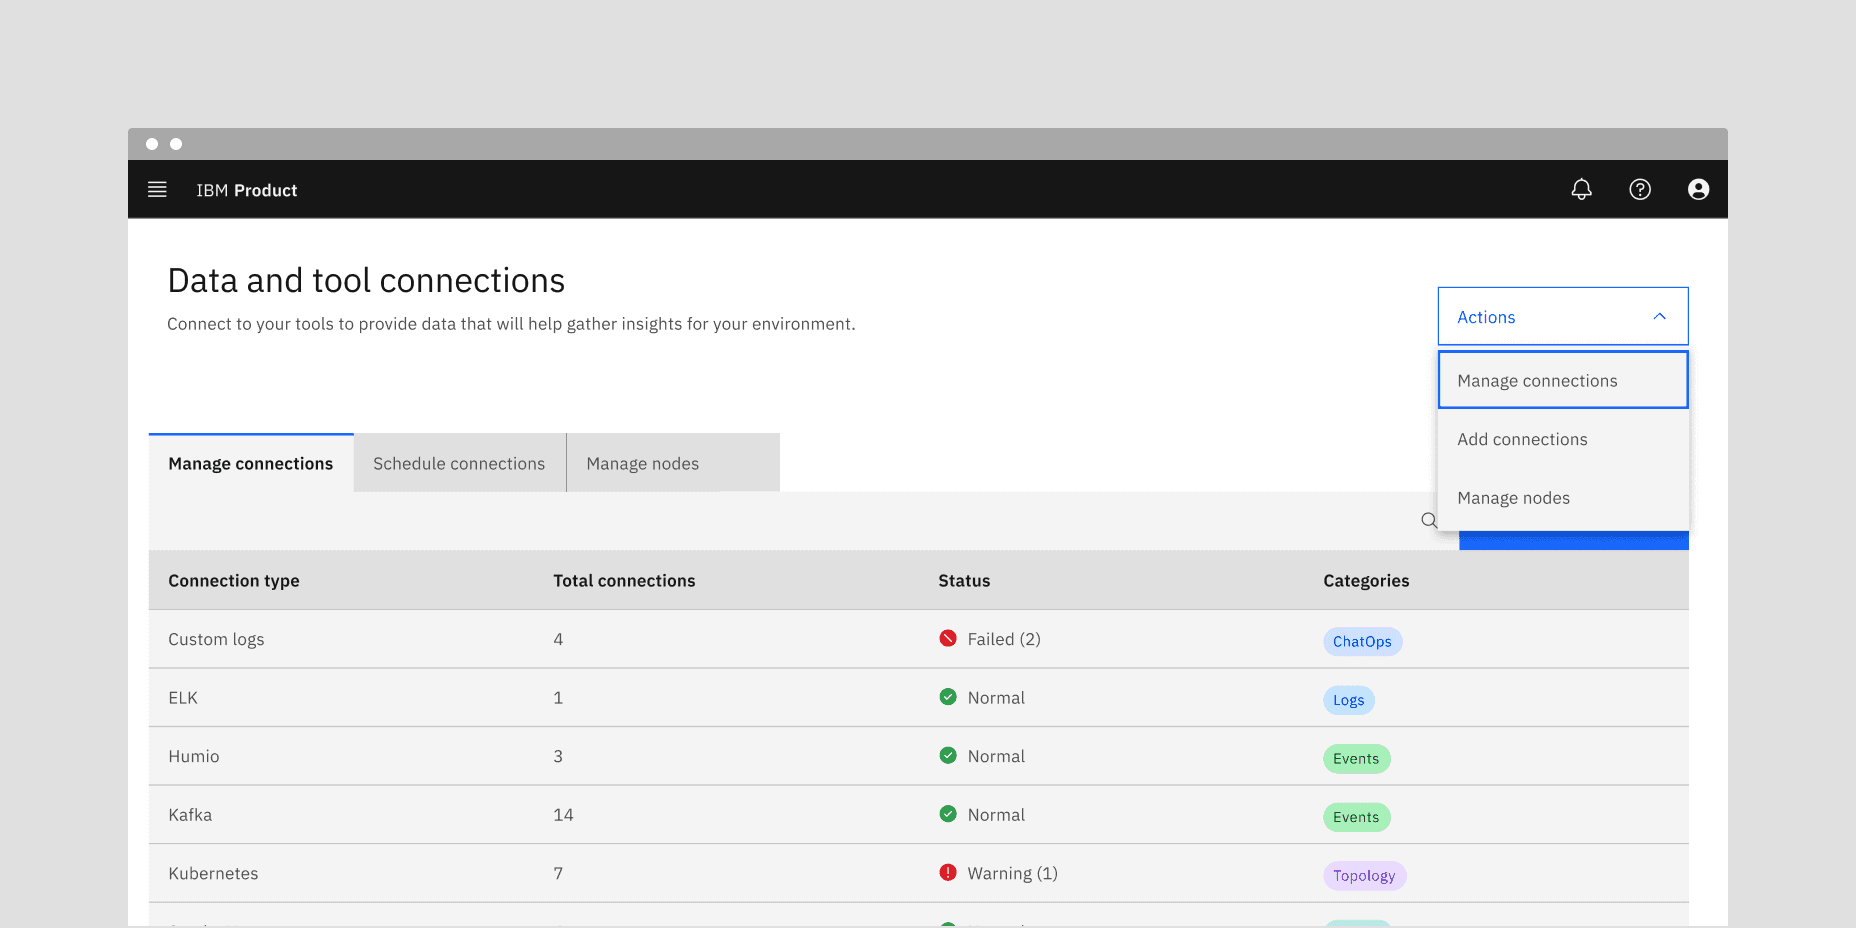 IBM Product
Data and tool connections
Connect to your tools to provide data that will help gather insights for your environment.
Actions
Manage connections
Add connections
Manage nodes
Manage connections
Schedule connections
Manage nodes
Connection type Total connections Status Categories
Custom logs 4 Failed (2) ChatOps
ELK 1 Normal Logs
Humio 3 Normal Events
Kafka 14 Normal Events
Kubernetes 7 Warning (1) Topology